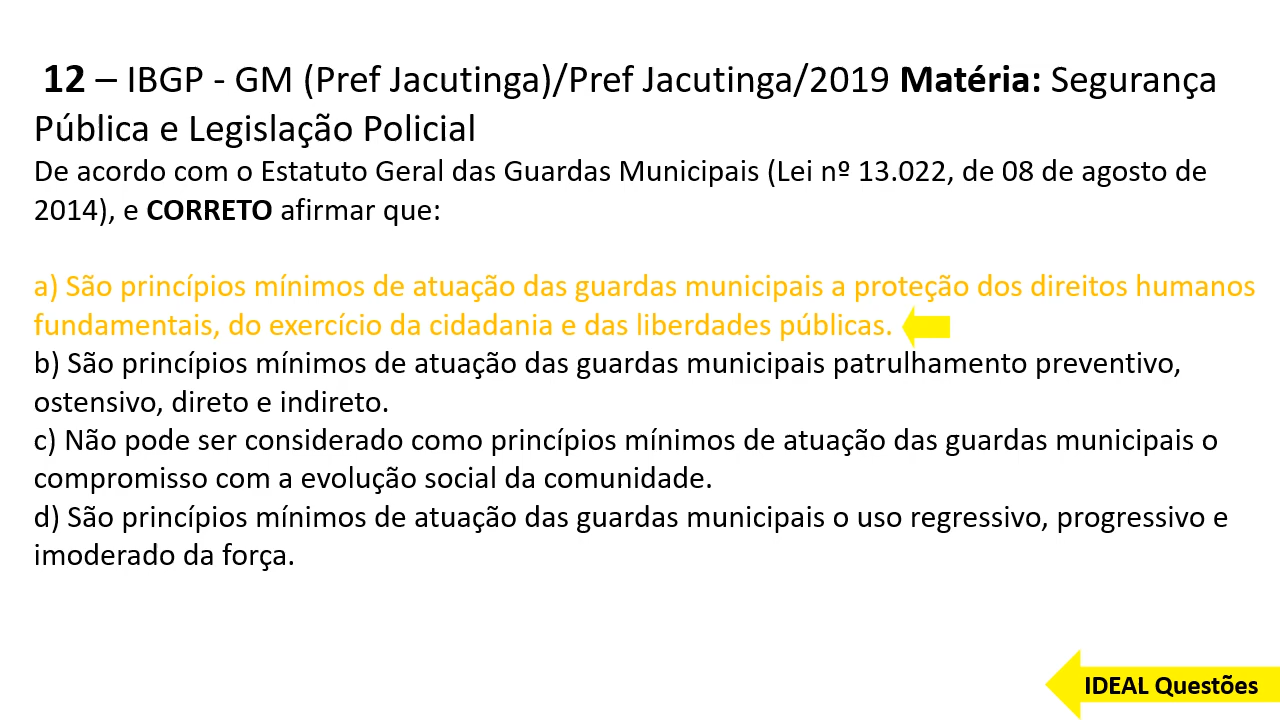 12 – IBGP - GM (Pref Jacutinga)/Pref Jacutinga/2019 Matéria: Segurança
Pública e Legislação Policial
De acordo com o Estatuto Geral das Guardas Municipais (Lei nº 13.022, de 08 de agosto de
2014), e CORRETO afirmar que:
a) São princípios mínimos de atuação das guardas municipais a proteção dos direitos humanos
fundamentais, do exercício da cidadania e das liberdades públicas.
b) São princípios mínimos de atuação das guardas municipais patrulhamento preventivo,
ostensivo, direto e indireto.
c) Não pode ser considerado como princípios mínimos de atuação das guardas municipais o
compromisso com a evolução social da comunidade.
d) São princípios mínimos de atuação das guardas municipais o uso regressivo, progressivo e
imoderado da força.
IDEAL Questões